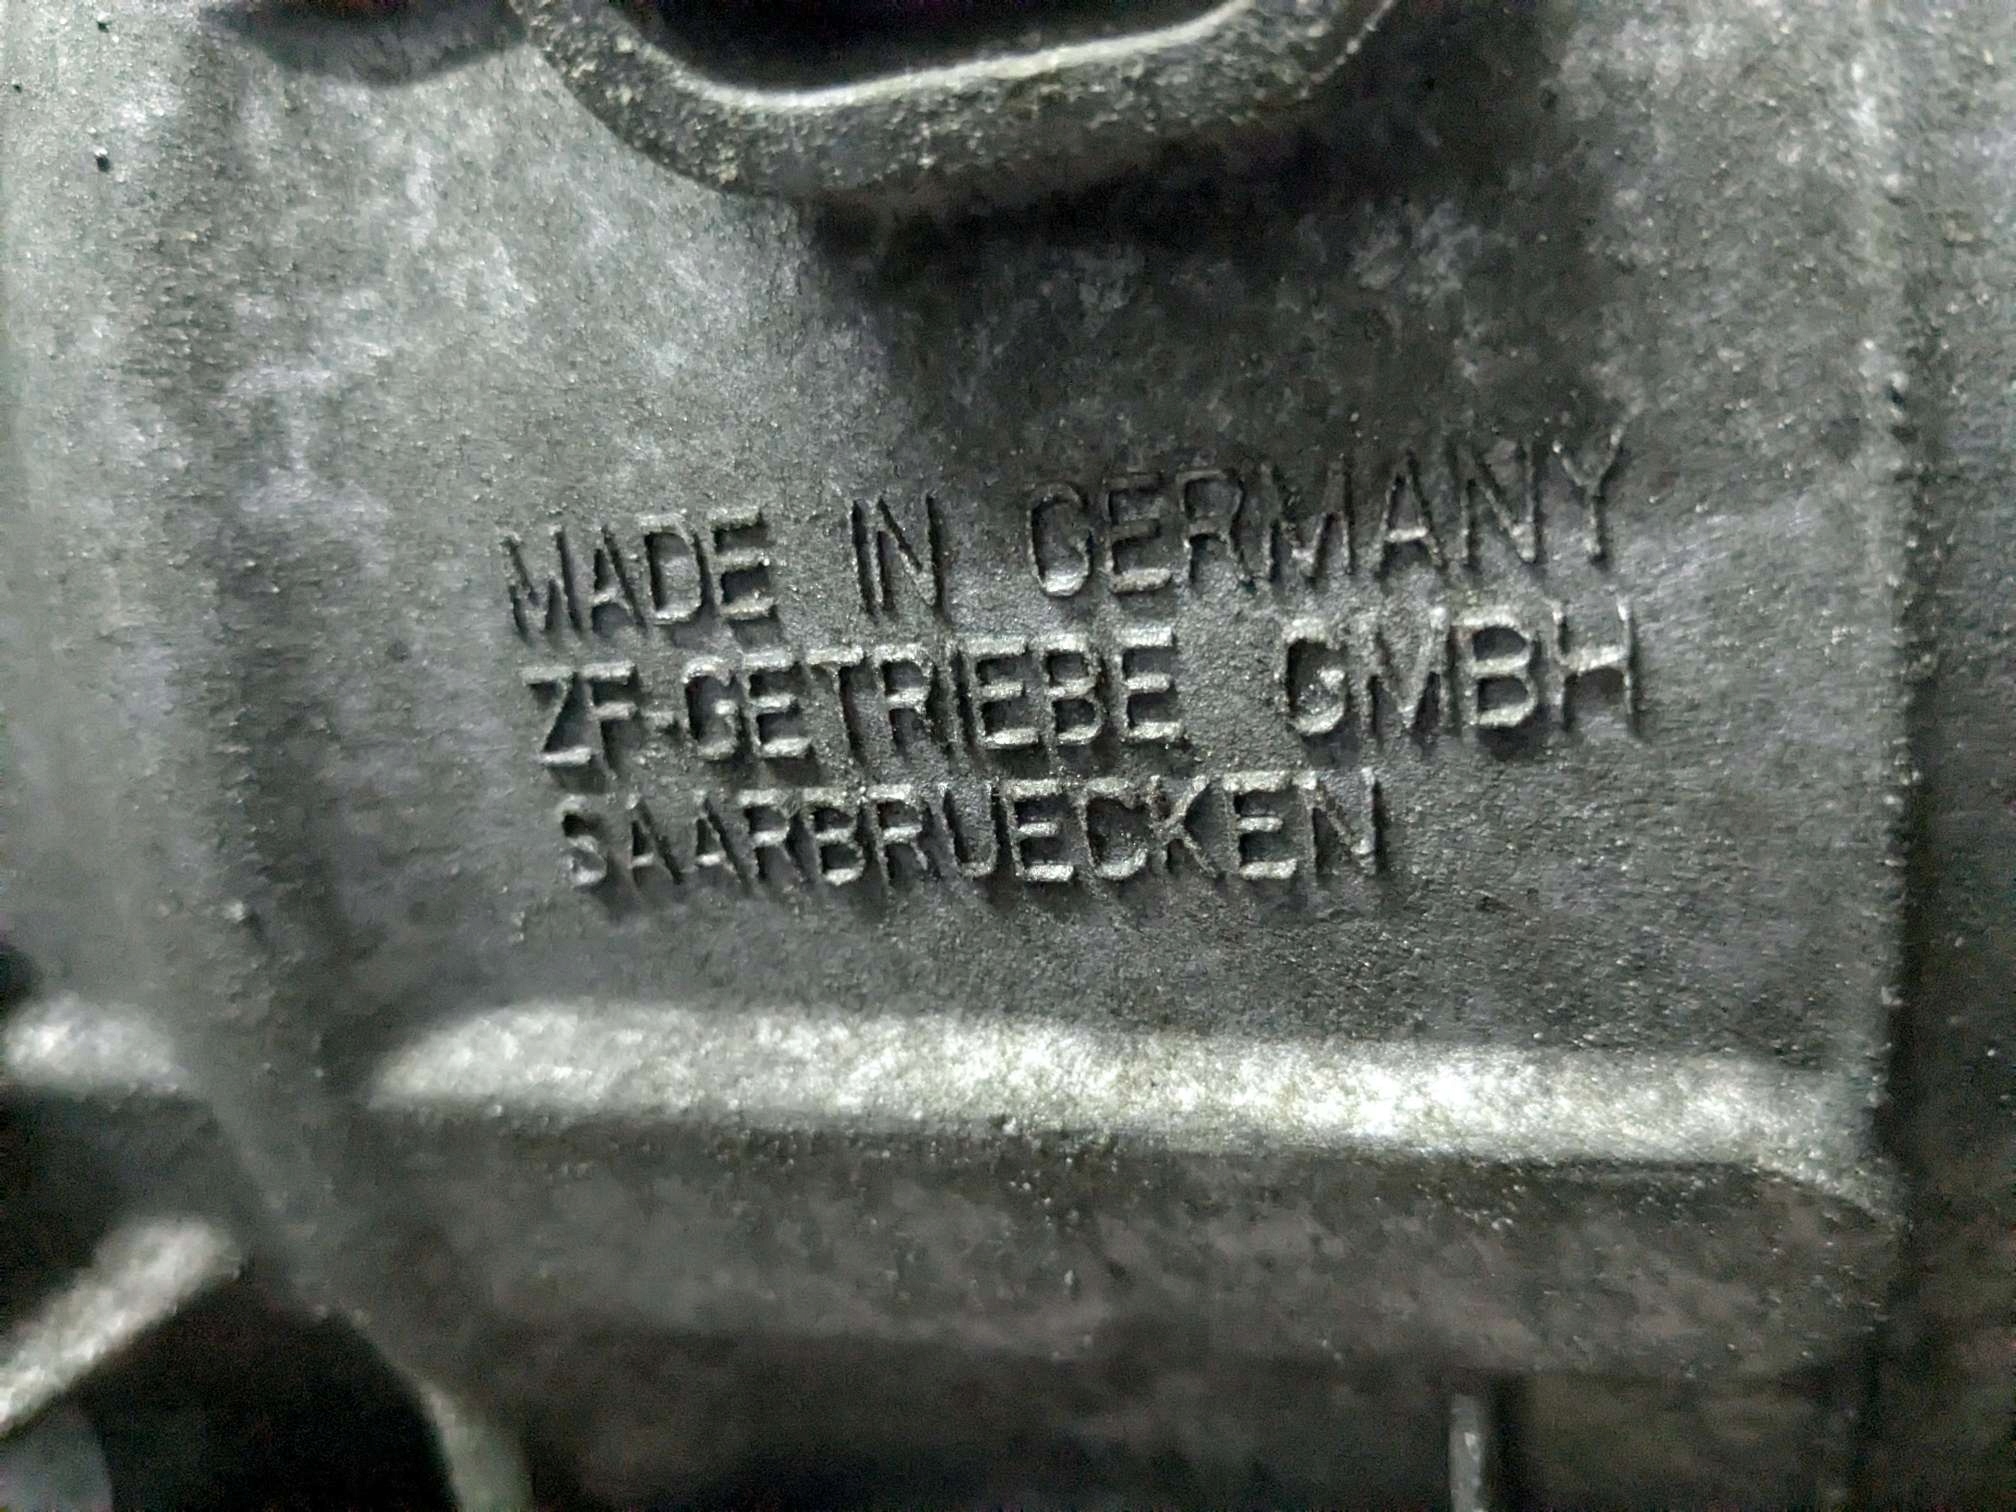 MADE IN GERMANY
ZF-GETRIEBE GMBH
SAARBRUECKEN